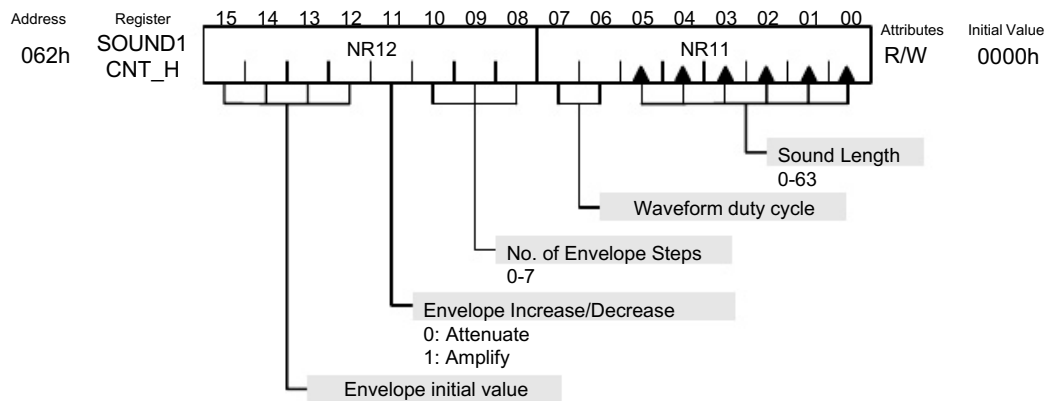 Address Register 15 14 13 12 11 10 09 08 07 06 05 04 03 02 01 00 Attributes Initial Value
062h SOUND1 CNT_H NR12 NR11 R/W 0000h
Sound Length
0-63
Waveform duty cycle
No. of Envelope Steps
0-7
Envelope Increase/Decrease
0: Attenuate
1: Amplify
Envelope initial value